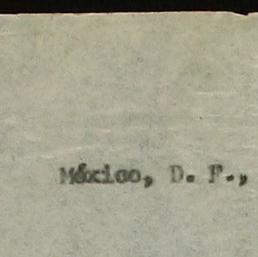 México, D. F.,